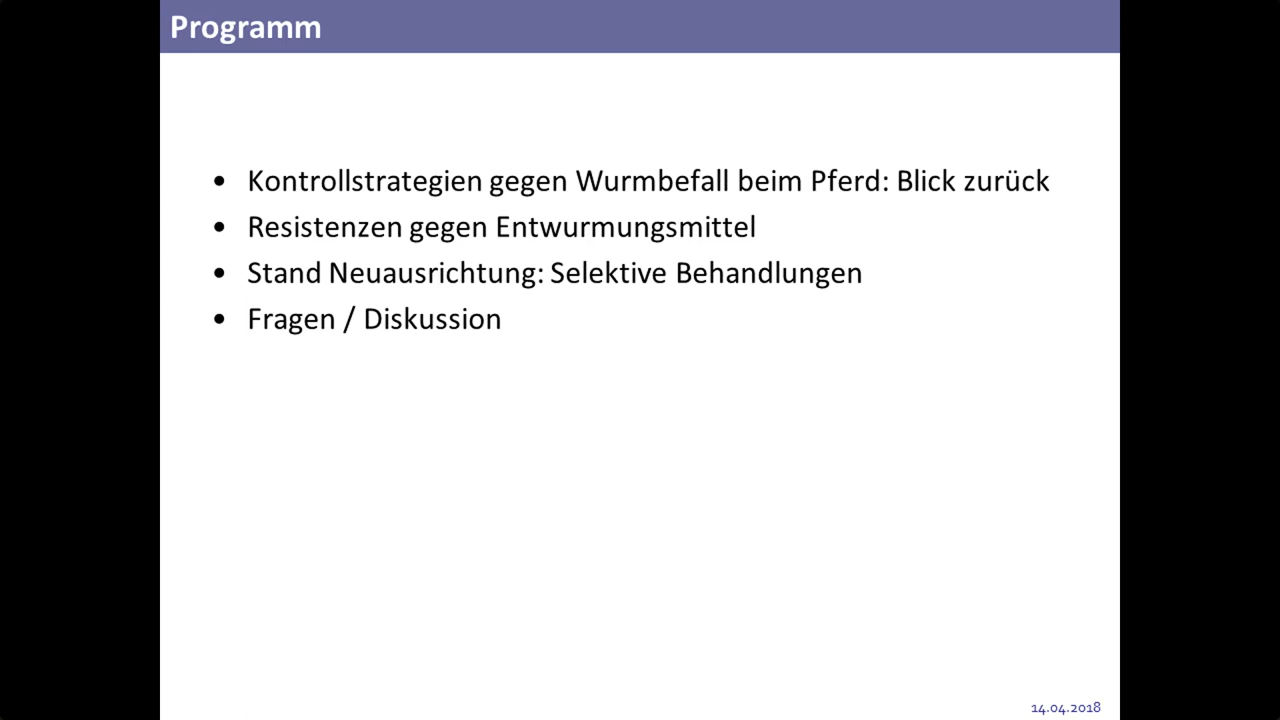 Programm
• Kontrollstrategien gegen Wurmbefall beim Pferd: Blick zurück
• Resistenzen gegen Entwurmungsmittel
• Stand Neuausrichtung: Selektive Behandlungen
• Fragen / Diskussion
14.04.2018